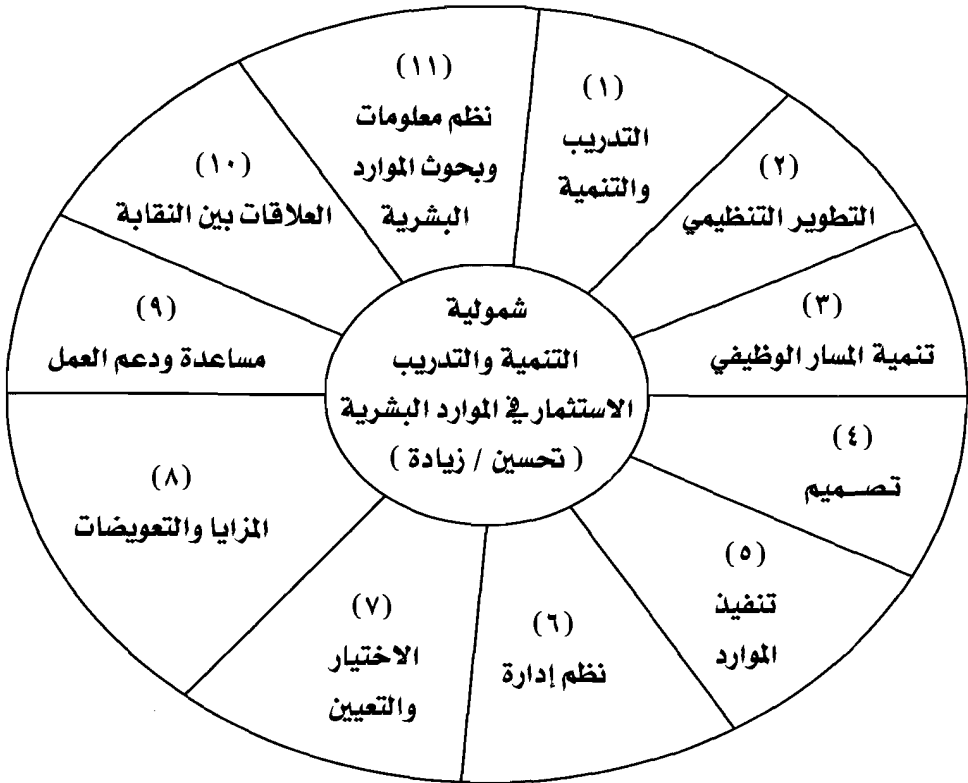 شمولية
التنمية والتدريب
الاستثمار في الموارد البشرية
( تحسين / زيادة )
(١)
التدريب
والتنمية
(٢)
التطوير التنظيمي
(٣)
تنمية المسار الوظيفي
(٤)
تصـــميم
(٥)
تنفيذ
الموارد
(٦)
نظم إدارة
(٧)
الاختيار
والتعيين
(٨)
المزايا والتعويضات
(٩)
مساعدة ودعم العمل
(١٠)
العلاقات بين النقابة
(١١)
نظم معلومات
وبحوث الموارد
البشرية